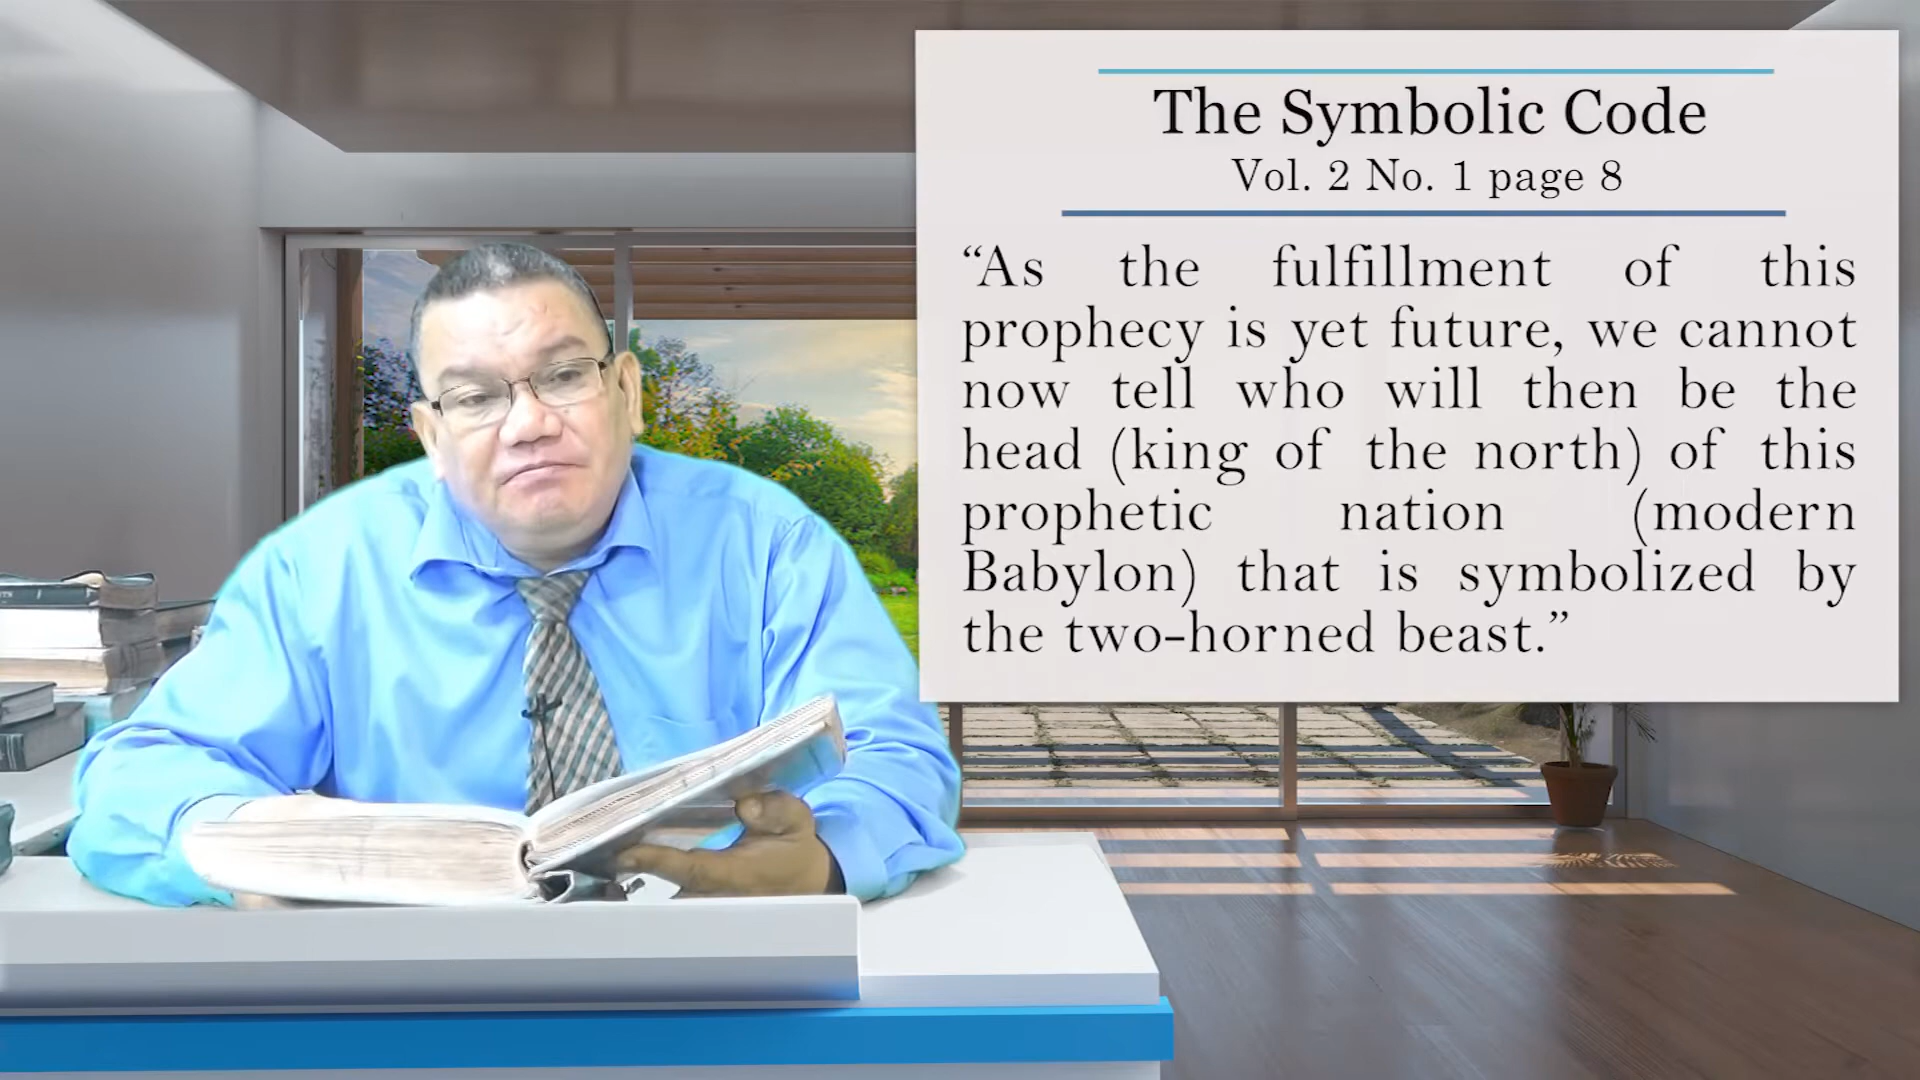 The Symbolic Code
Vol. 2 No. 1 page 8
“As the fulfillment of this
prophecy is yet future, we cannot
now tell who will then be the
head (king of the north) of this
prophetic nation (modern
Babylon) that is symbolized by
the two-horned beast.”